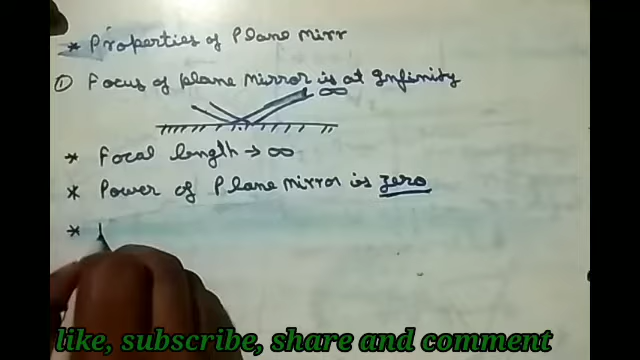 * Properties of Plane Mirr
① Focus of plane mirror is at Infinity
∞
* Focal length → ∞
* Power of Plane mirror is zero
*
like, subscribe, share and comment